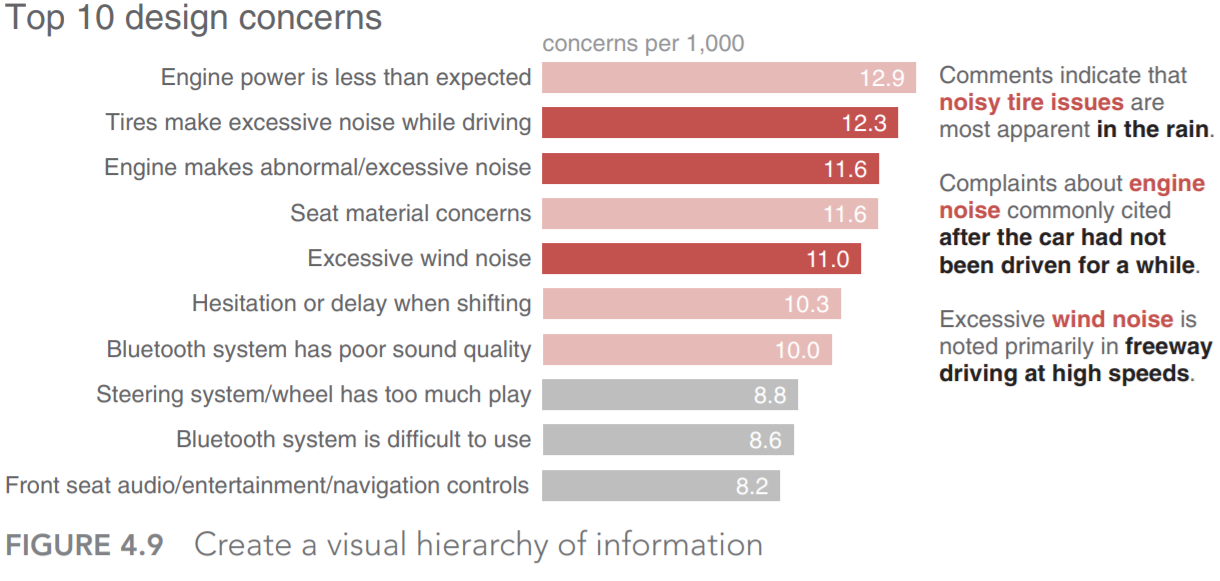 Top 10 design concerns
concerns per 1,000
Engine power is less than expected 12.9
Tires make excessive noise while driving 12.3
Engine makes abnormal/excessive noise 11.6
Seat material concerns 11.6
Excessive wind noise 11.0
Hesitation or delay when shifting 10.3
Bluetooth system has poor sound quality 10.0
Steering system/wheel has too much play 8.8
Bluetooth system is difficult to use 8.6
Front seat audio/entertainment/navigation controls 8.2
Comments indicate that
noisy tire issues are
most apparent in the rain.
Complaints about engine
noise commonly cited
after the car had not
been driven for a while.
Excessive wind noise is
noted primarily in freeway
driving at high speeds.
FIGURE 4.9 Create a visual hierarchy of information